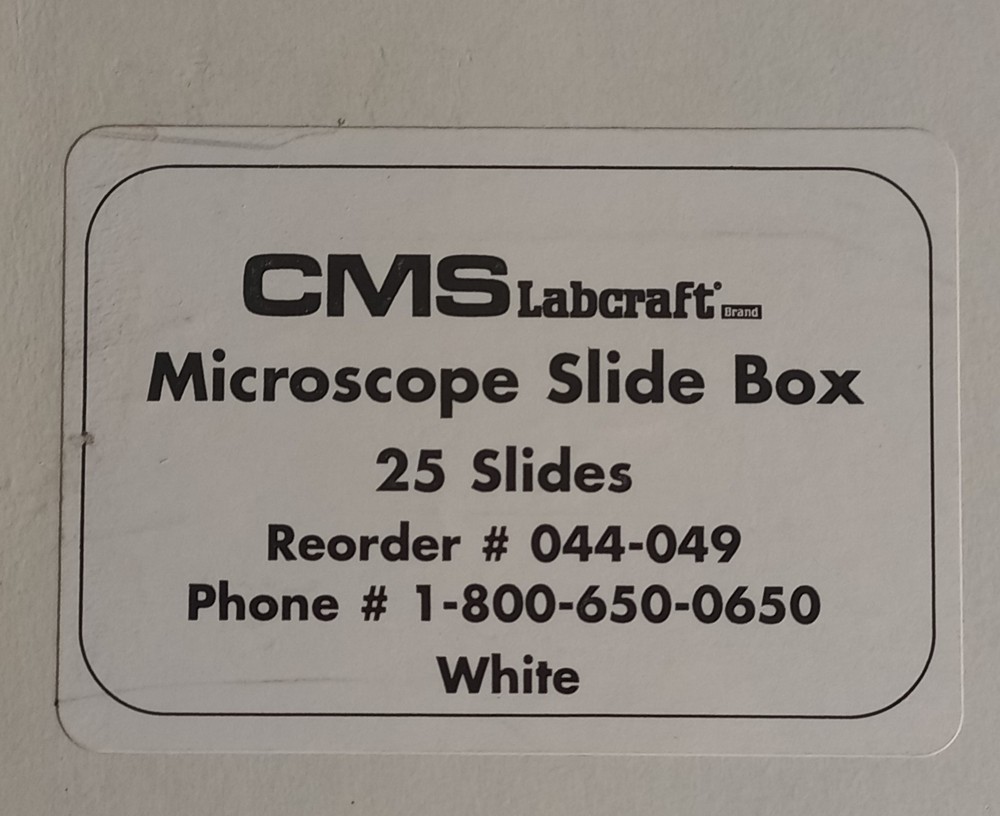 CMS Labcraft® Brand
Microscope Slide Box
25 Slides
Reorder # 044-049
Phone # 1-800-650-0650
White